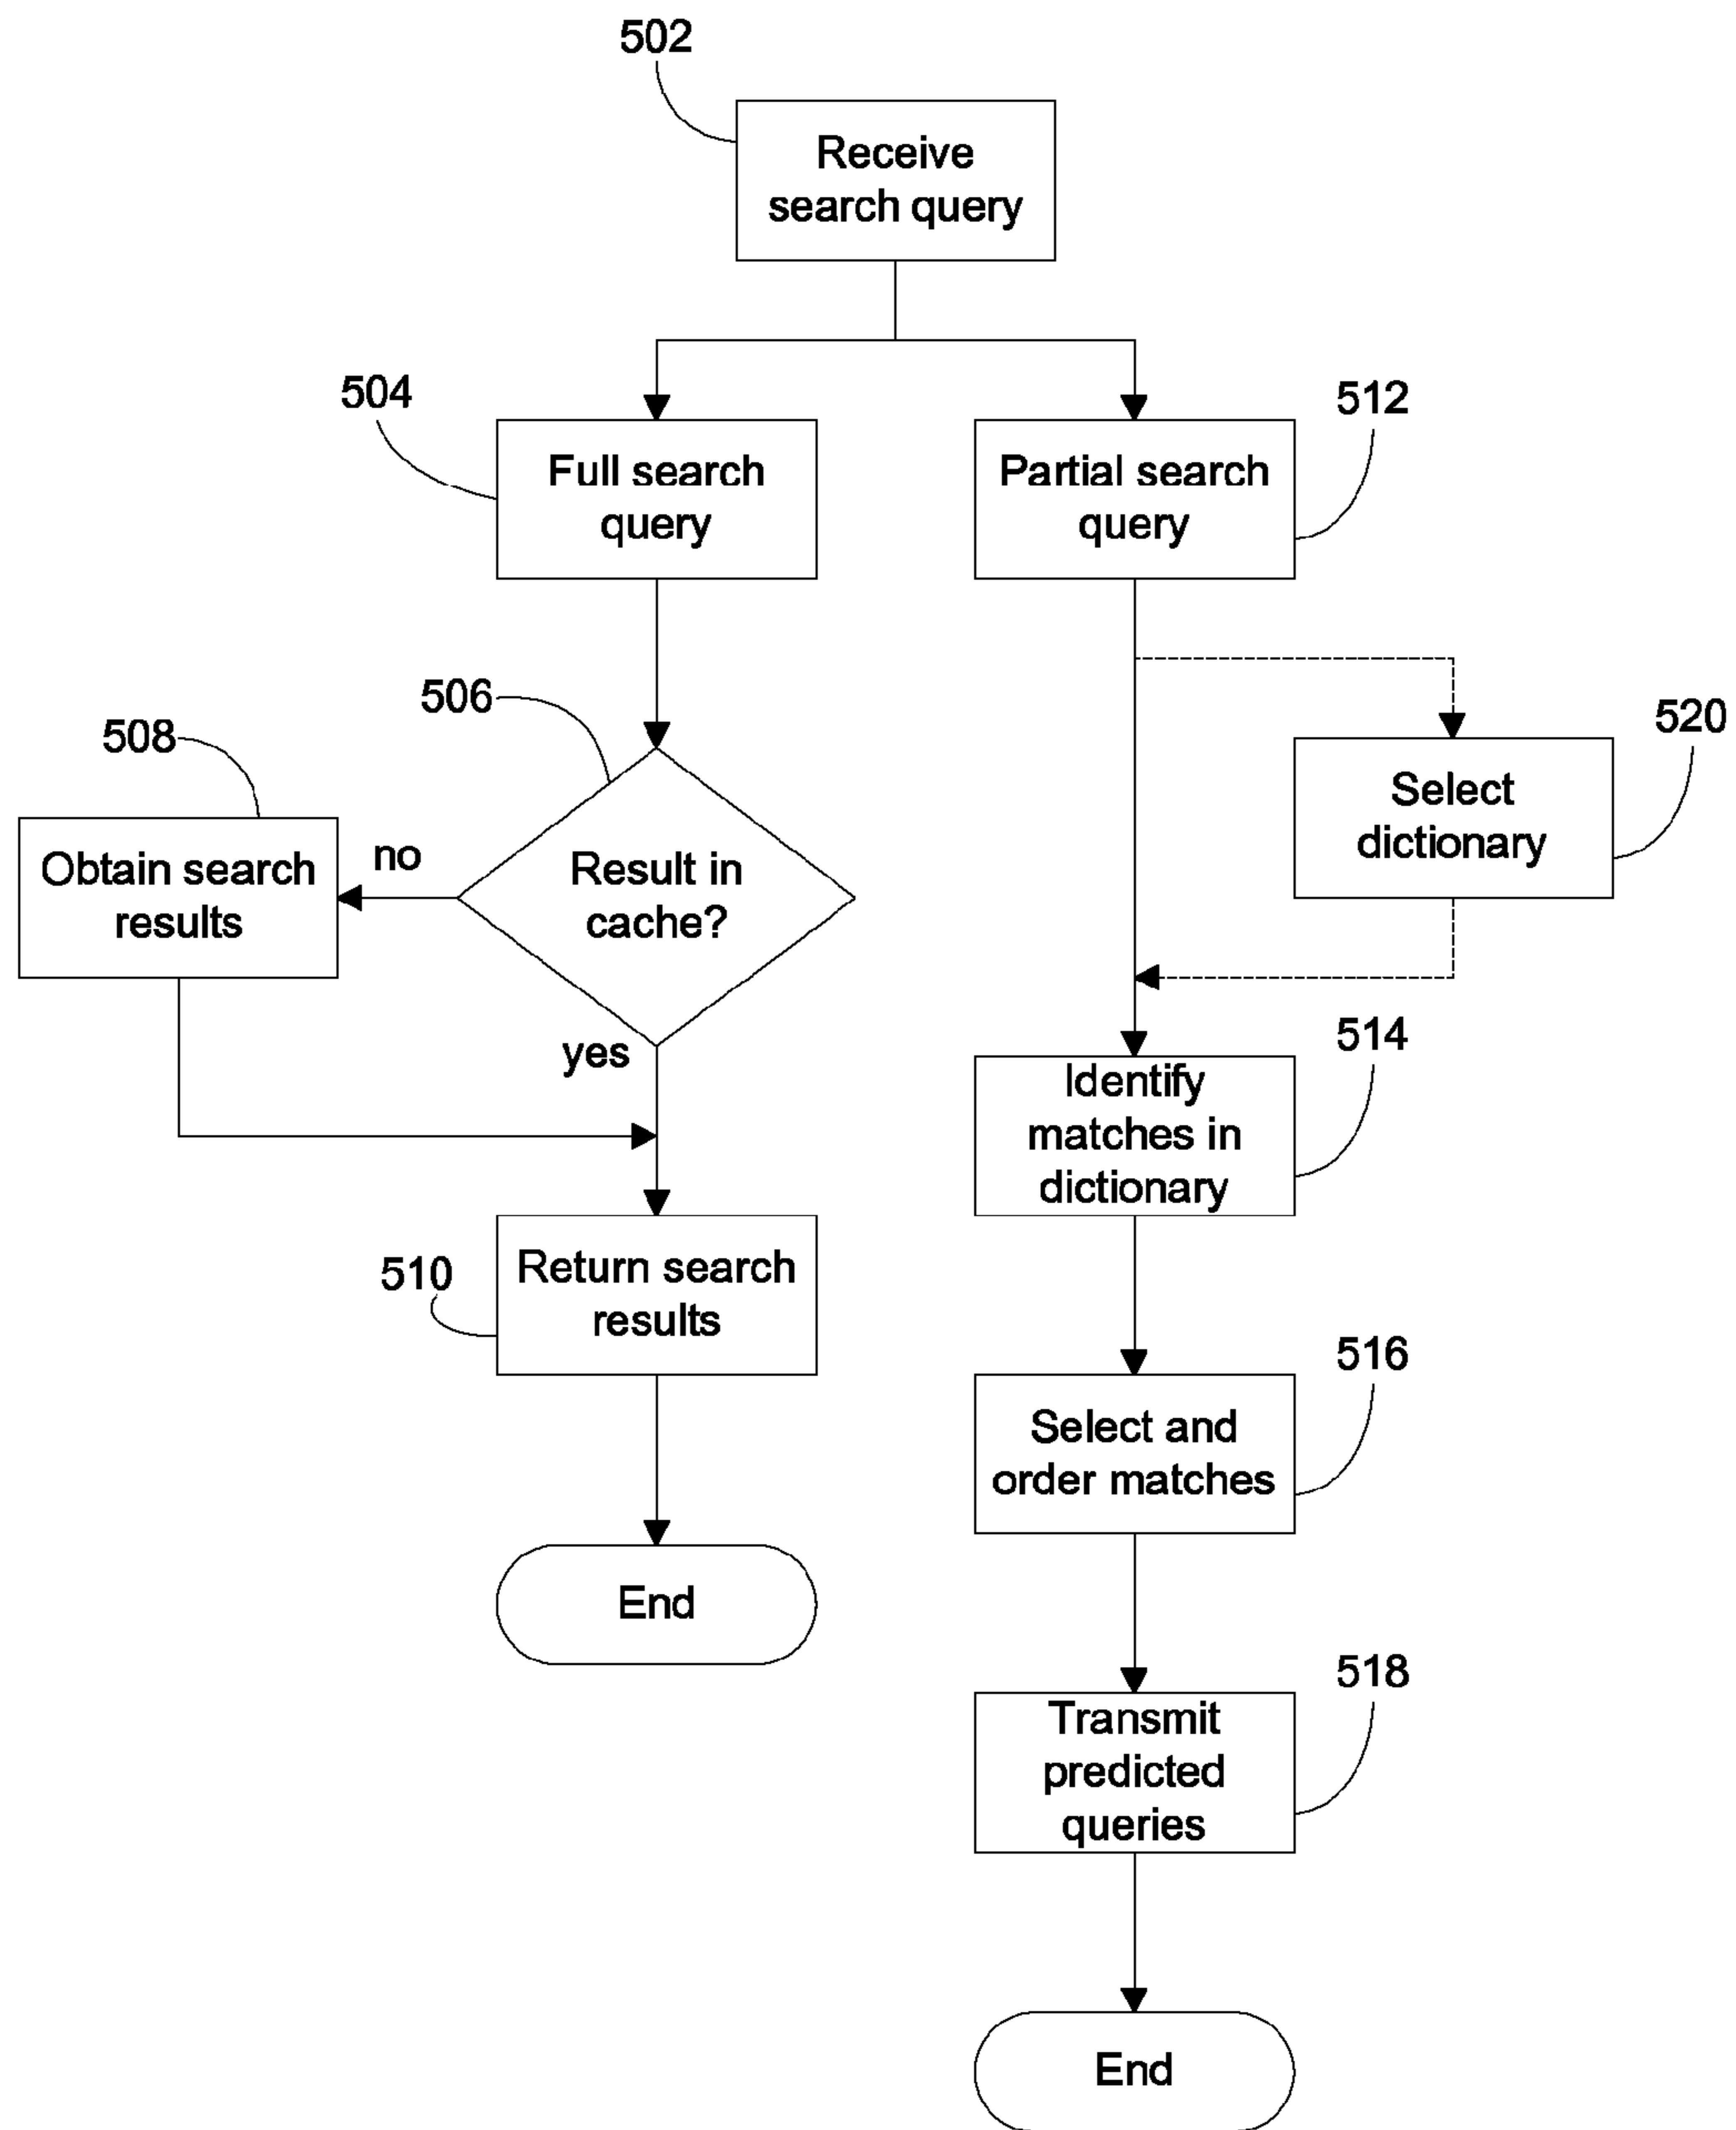 502
Receive
search query
504
Full search
query
512
Partial search
query
506
508
520
Select
dictionary
Obtain search
results
no
Result in
cache?
yes
514
Identify
matches in
dictionary
510
Return search
results
516
Select and
order matches
End
518
Transmit
predicted
queries
End